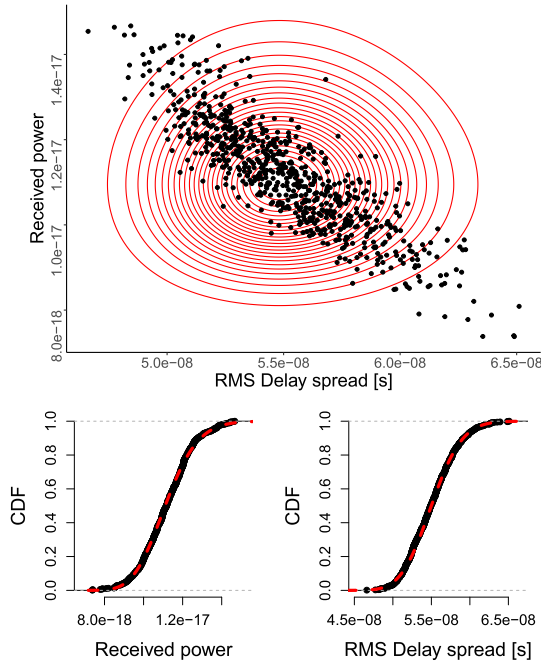 Received power
1.4e−17
1.2e−17
1.0e−17
8.0e−18
5.0e−08 5.5e−08 6.0e−08 6.5e−08
RMS Delay spread [s]
CDF
1.0
0.8
0.6
0.4
0.2
0.0
8.0e−18 1.2e−17
Received power
CDF
1.0
0.8
0.6
0.4
0.2
0.0
4.5e−08 5.5e−08 6.5e−08
RMS Delay spread [s]